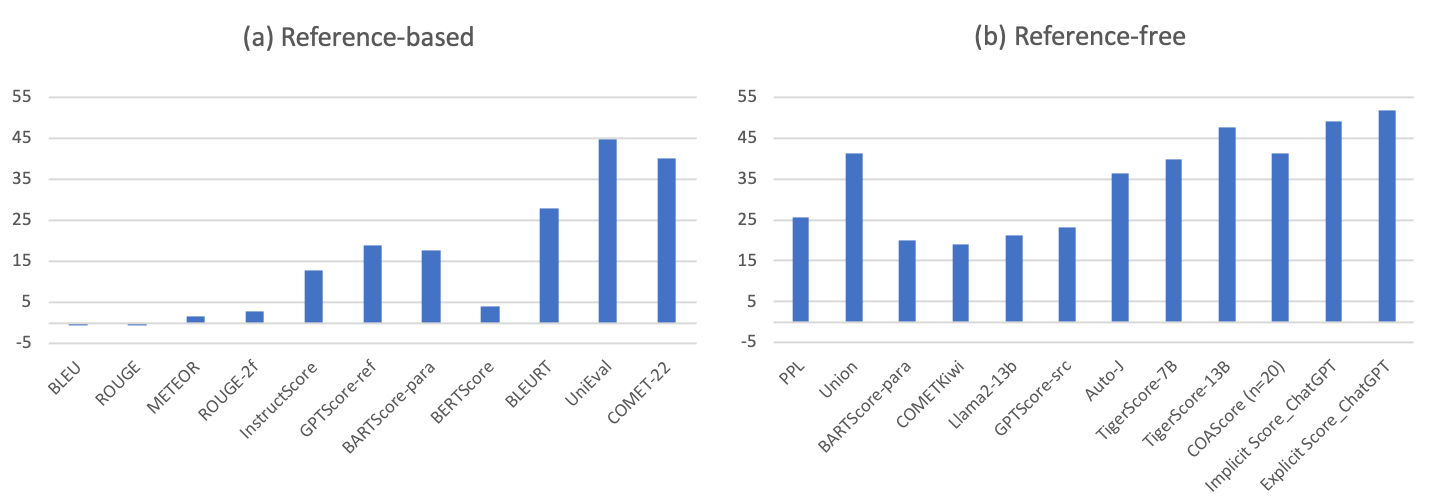 (a) Reference-based
55
45
35
25
15
5
-5
BLEU
ROUGE
METEOR
ROUGE-2f
InstructScore
GPTScore-ref
BARTScore-para
BERTScore
BLEURT
UniEval
COMET-22
(b) Reference-free
55
45
35
25
15
5
-5
PPL
Union
BARTScore-para
COMETKiwi
Llama2-13b
GPTScore-src
Auto-J
TigerScore-7B
TigerScore-13B
COAScore (n=20)
Implicit Score_ChatGPT
Explicit Score_ChatGPT